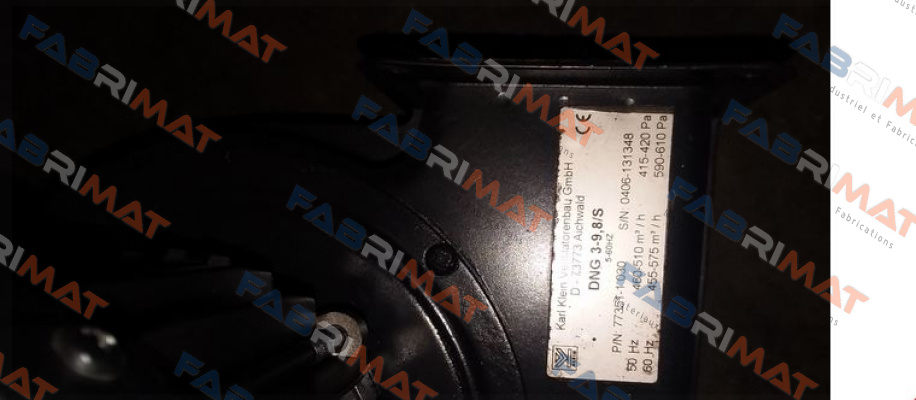 Karl Klein Ventilatorenbau GmbH
D - 73773 Aichwald
CE
DNG 3-9,8/S
5-60HZ
S/N 0406-131348
50 Hz 460-510 m³ / h 415-420 Pa
60 Hz 455-575 m³ / h 590-610 Pa
FABRIMAT
Fabrications